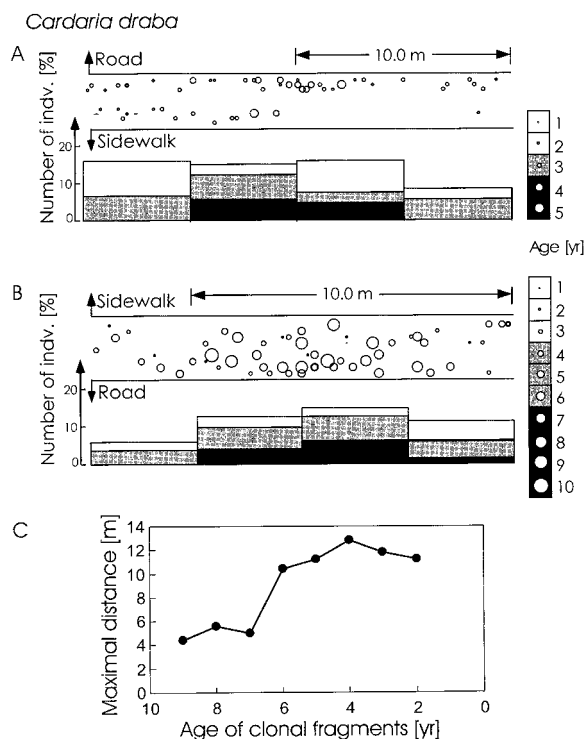 Cardaria draba
A
Road
10.0 m
Number of indv. [%]
Sidewalk
20
10
0
1
2
3
4
5
Age [yr]
B
Sidewalk
10.0 m
Number of indv. [%]
Road
20
10
0
1
2
3
4
5
6
7
8
9
10
C
Maximal distance [m]
14
12
10
8
6
4
2
0
10 8 6 4 2 0
Age of clonal fragments [yr]